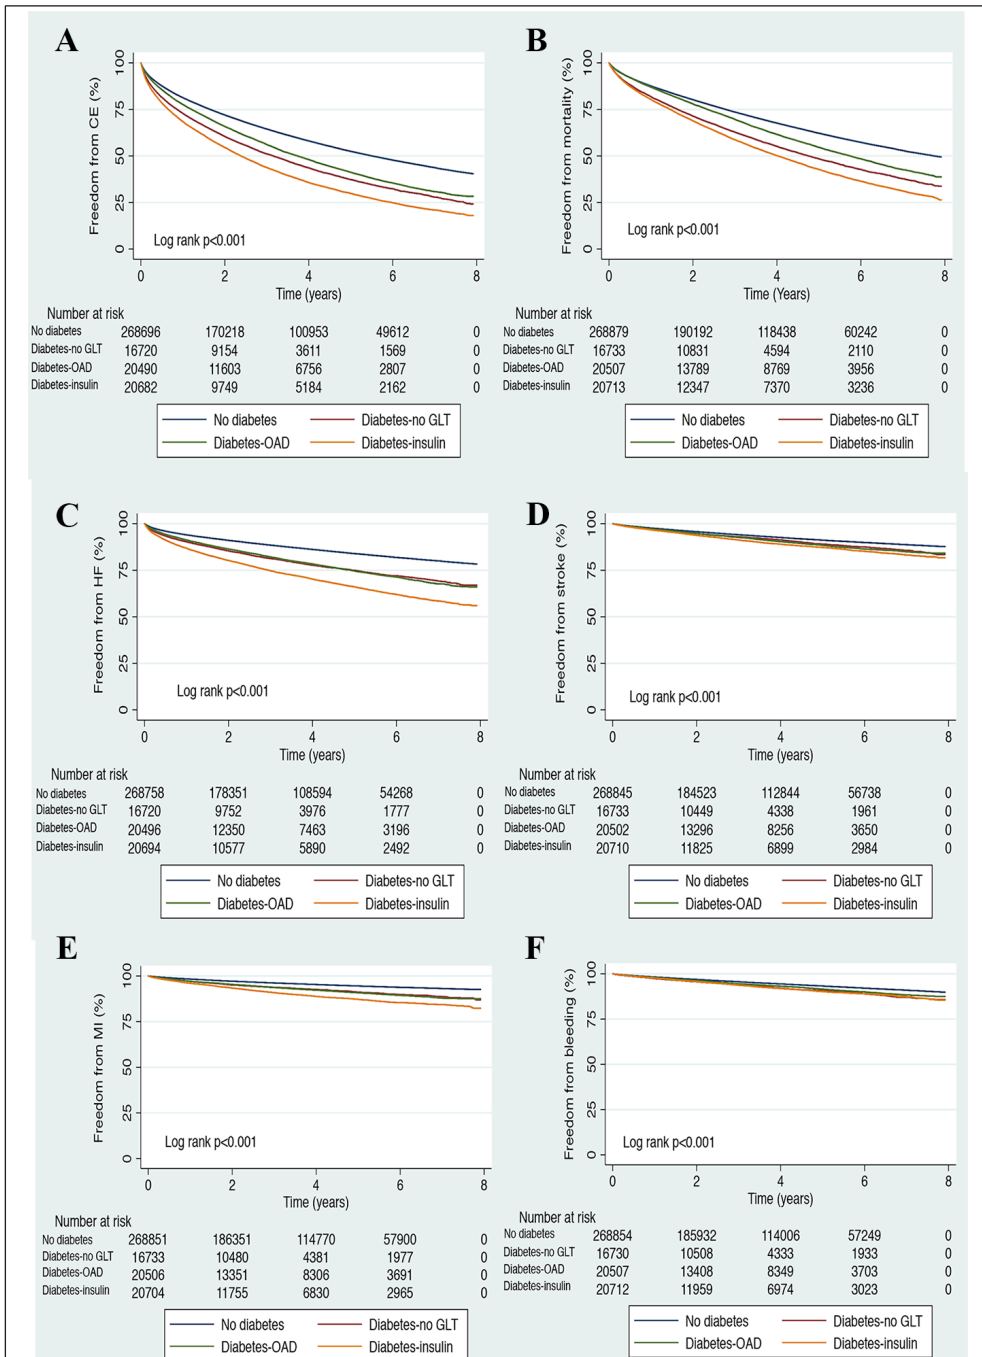 A
Freedom from CE (%)
100
75
50
25
0
Log rank p<0.001
0 2 4 6 8
Time (years)
Number at risk
No diabetes 268696 170218 100953 49612 0
Diabetes-no GLT 16720 9154 3611 1569 0
Diabetes-OAD 20490 11603 6756 2807 0
Diabetes-insulin 20682 9749 5184 2162 0
No diabetes Diabetes-no GLT
Diabetes-OAD Diabetes-insulin
B
Freedom from mortality (%)
100
75
50
25
0
Log rank p<0.001
0 2 4 6 8
Time (Years)
Number at risk
No diabetes 268879 190192 118438 60242 0
Diabetes-no GLT 16733 10831 4594 2110 0
Diabetes-OAD 20507 13789 8769 3956 0
Diabetes-insulin 20713 12347 7370 3236 0
No diabetes Diabetes-no GLT
Diabetes-OAD Diabetes-insulin
C
Freedom from HF (%)
100
75
50
25
0
Log rank p<0.001
0 2 4 6 8
Time (years)
Number at risk
No diabetes 268758 178351 108594 54268 0
Diabetes-no GLT 16720 9752 3976 1777 0
Diabetes-OAD 20496 12350 7463 3196 0
Diabetes-insulin 20694 10577 5890 2492 0
No diabetes Diabetes-no GLT
Diabetes-OAD Diabetes-insulin
D
Freedom from stroke (%)
100
75
50
25
0
Log rank p<0.001
0 2 4 6 8
Time (years)
Number at risk
No diabetes 268845 184523 112844 56738 0
Diabetes-no GLT 16733 10449 4338 1961 0
Diabetes-OAD 20502 13296 8256 3650 0
Diabetes-insulin 20710 11825 6899 2984 0
No diabetes Diabetes-no GLT
Diabetes-OAD Diabetes-insulin
E
Freedom from MI (%)
100
75
50
25
0
Log rank p<0.001
0 2 4 6 8
Time (years)
Number at risk
No diabetes 268851 186351 114770 57900 0
Diabetes-no GLT 16733 10480 4381 1977 0
Diabetes-OAD 20506 13351 8306 3691 0
Diabetes-insulin 20704 11755 6830 2965 0
No diabetes Diabetes-no GLT
Diabetes-OAD Diabetes-insulin
F
Freedom from bleeding (%)
100
75
50
25
0
Log rank p<0.001
0 2 4 6 8
Time (years)
Number at risk
No diabetes 268854 185932 114006 57249 0
Diabetes-no GLT 16730 10508 4333 1933 0
Diabetes-OAD 20507 13408 8349 3703 0
Diabetes-insulin 20712 11959 6974 3023 0
No diabetes Diabetes-no GLT
Diabetes-OAD Diabetes-insulin